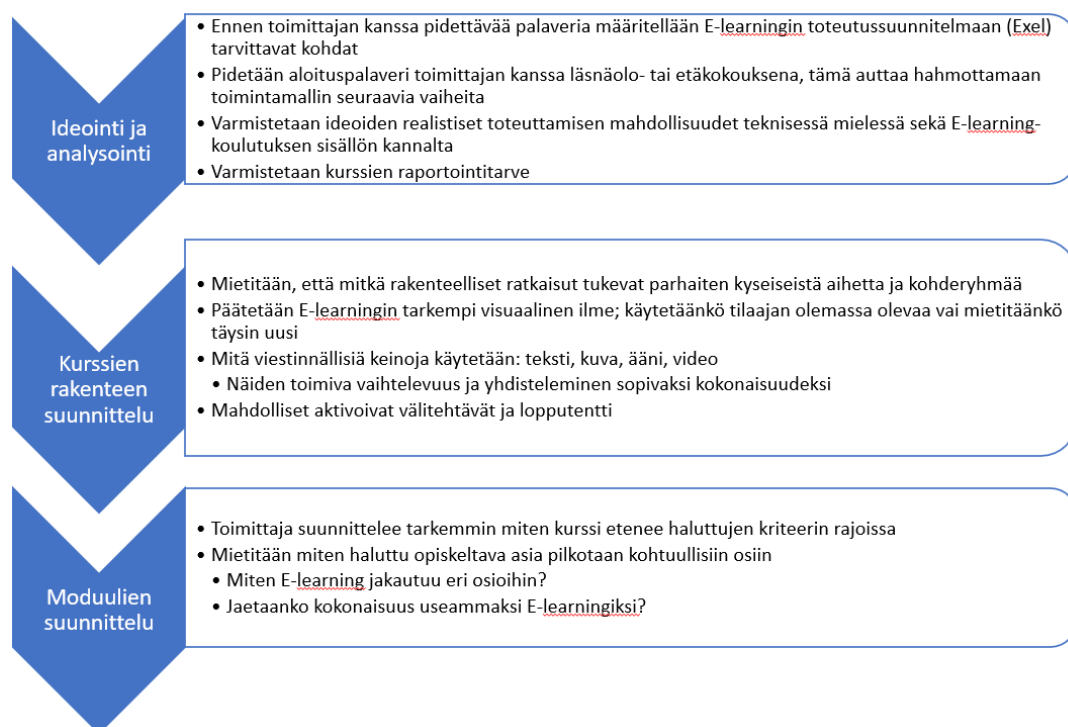 Ideointi ja
analysointi
• Ennen toimittajan kanssa pidettävää palaveria määritellään E-learningin toteutussuunnitelmaan (Exel)
tarvittavat kohdat
• Pidetään aloituspalaveri toimittajan kanssa läsnäolo- tai etäkokouksena, tämä auttaa hahmottamaan
toimintamallin seuraavia vaiheita
• Varmistetaan ideoiden realistiset toteuttamisen mahdollisuudet teknisessä mielessä sekä E-learning-
koulutuksen sisällön kannalta
• Varmistetaan kurssien raportointitarve
Kurssien
rakenteen
suunnittelu
• Mietitään, että mitkä rakenteelliset ratkaisut tukevat parhaiten kyseiseistä aihetta ja kohderyhmää
• Päätetään E-learningin tarkempi visuaalinen ilme; käytetäänkö tilaajan olemassa olevaa vai mietitäänkö
täysin uusi
• Mitä viestinnällisiä keinoja käytetään: teksti, kuva, ääni, video
• Näiden toimiva vaihtelevuus ja yhdisteleminen sopivaksi kokonaisuudeksi
• Mahdolliset aktivoivat välitehtävät ja lopputentti
Moduulien
suunnittelu
• Toimittaja suunnittelee tarkemmin miten kurssi etenee haluttujen kriteerin rajoissa
• Mietitään miten haluttu opiskeltava asia pilkotaan kohtuullisiin osiin
• Miten E-learning jakautuu eri osioihin?
• Jaetaanko kokonaisuus useammaksi E-learningiksi?